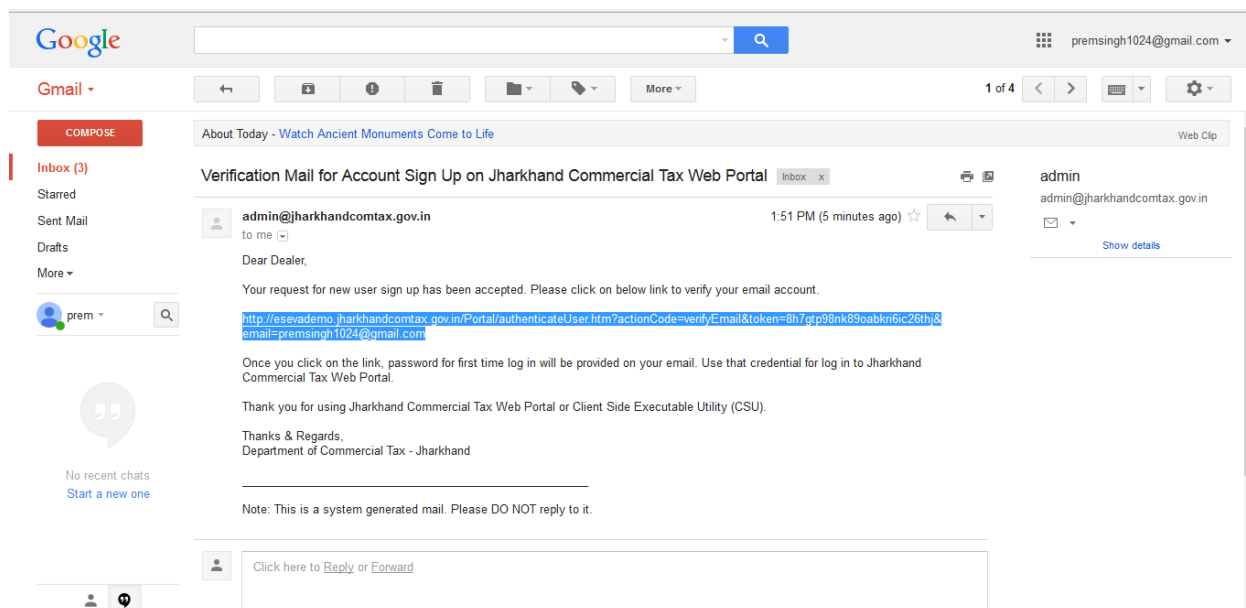 Google
premsingh1024@gmail.com
Gmail
More
1 of 4
COMPOSE
About Today - Watch Ancient Monuments Come to Life
Web Clip
Inbox (3)
Starred
Sent Mail
Drafts
More
prem
No recent chats
Start a new one
Verification Mail for Account Sign Up on Jharkhand Commercial Tax Web Portal
Inbox x
admin@jharkhandcomtax.gov.in
1:51 PM (5 minutes ago)
to me
Dear Dealer,
Your request for new user sign up has been accepted. Please click on below link to verify your email account.
http://esevademo.jharkhandcomtax.gov.in/Portal/authenticateUser.htm?actionCode=verifyEmail&token=8h7gtp98nk89oabkri6ic26thj&
email=premsingh1024@gmail.com
Once you click on the link, password for first time log in will be provided on your email. Use that credential for log in to Jharkhand
Commercial Tax Web Portal.
Thank you for using Jharkhand Commercial Tax Web Portal or Client Side Executable Utility (CSU).
Thanks & Regards,
Department of Commercial Tax - Jharkhand
Note: This is a system generated mail. Please DO NOT reply to it.
Click here to Reply or Forward
admin
admin@jharkhandcomtax.gov.in
Show details